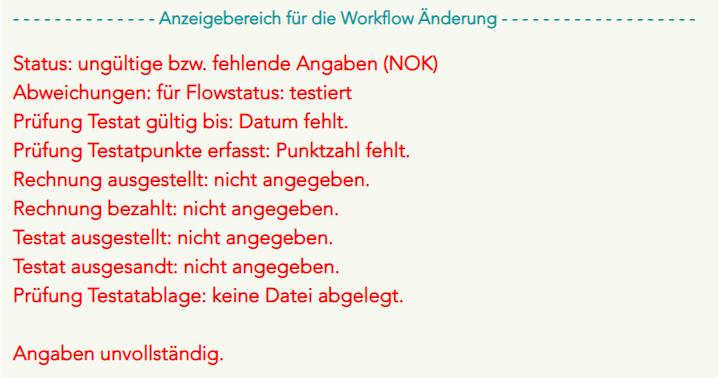 - - - - - - - - - - - - - - Anzeigebereich für die Workflow Änderung - - - - - - - - - - - - - - - - - - -
Status: ungültige bzw. fehlende Angaben (NOK)
Abweichungen: für Flowstatus: testiert
Prüfung Testat gültig bis: Datum fehlt.
Prüfung Testatpunkte erfasst: Punktzahl fehlt.
Rechnung ausgestellt: nicht angegeben.
Rechnung bezahlt: nicht angegeben.
Testat ausgestellt: nicht angegeben.
Testat ausgesandt: nicht angegeben.
Prüfung Testatablage: keine Datei abgelegt.
Angaben unvollständig.